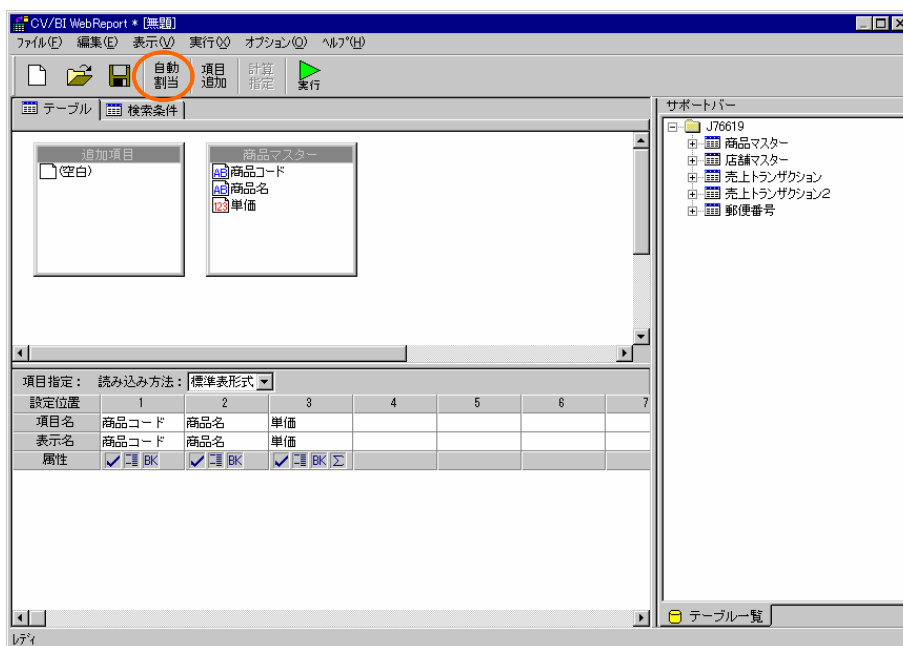 CV/BI WebReport * [無題]
ファイル(F) 編集(E) 表示(V) 実行(X) オプション(O) ヘルプ(H)
自動割当 項目追加 計算指定 実行
テーブル 検索条件
追加項目
(空白)
商品マスター
AB 商品コード
AB 商品名
123 単価
サポートバー
J76619
商品マスター
店舗マスター
売上トランザクション
売上トランザクション2
郵便番号
項目指定: 読み込み方法: 標準表形式
設定位置 1 2 3 4 5 6 7
項目名 商品コード 商品名 単価
表示名 商品コード 商品名 単価
属性 BK BK BK Σ
テーブル一覧
レディ